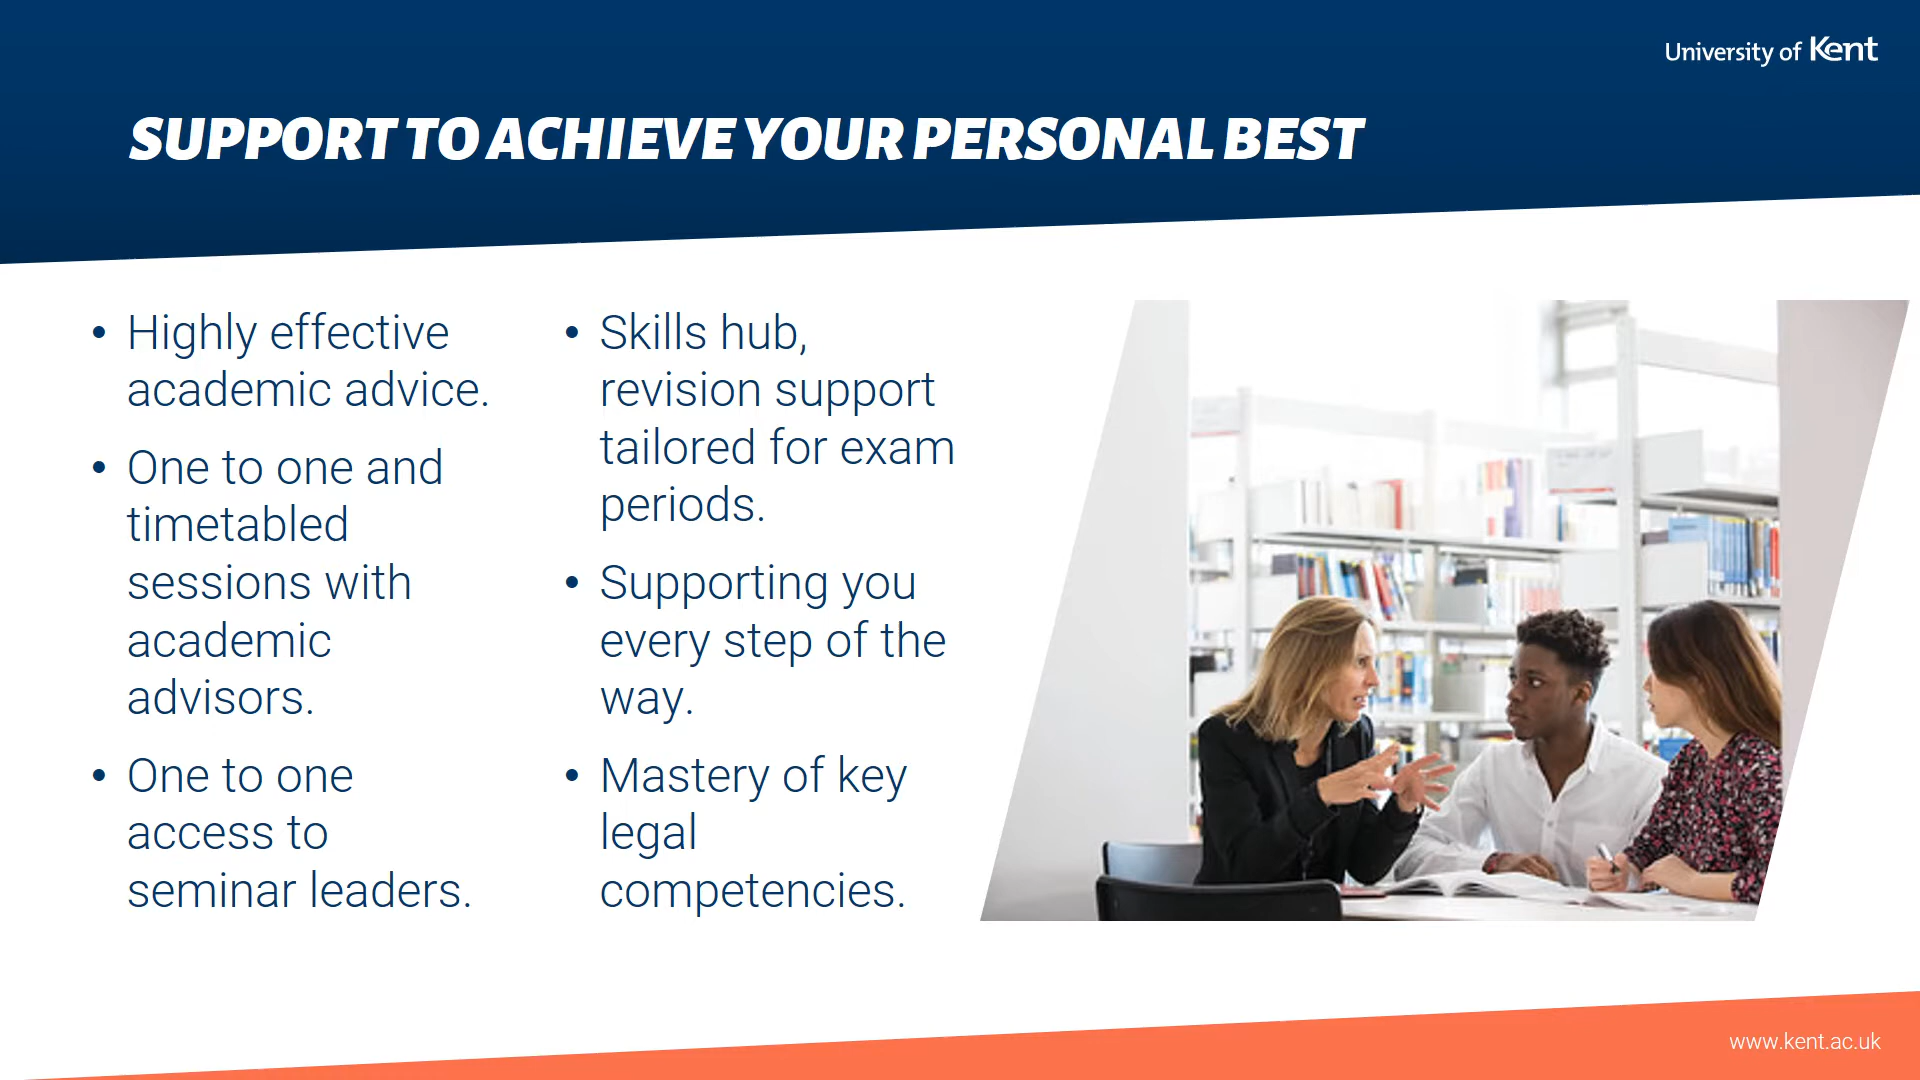 University of Kent
SUPPORT TO ACHIEVE YOUR PERSONAL BEST
• Highly effective
academic advice.
• One to one and
timetabled
sessions with
academic
advisors.
• One to one
access to
seminar leaders.
• Skills hub,
revision support
tailored for exam
periods.
• Supporting you
every step of the
way.
• Mastery of key
legal
competencies.
www.kent.ac.uk